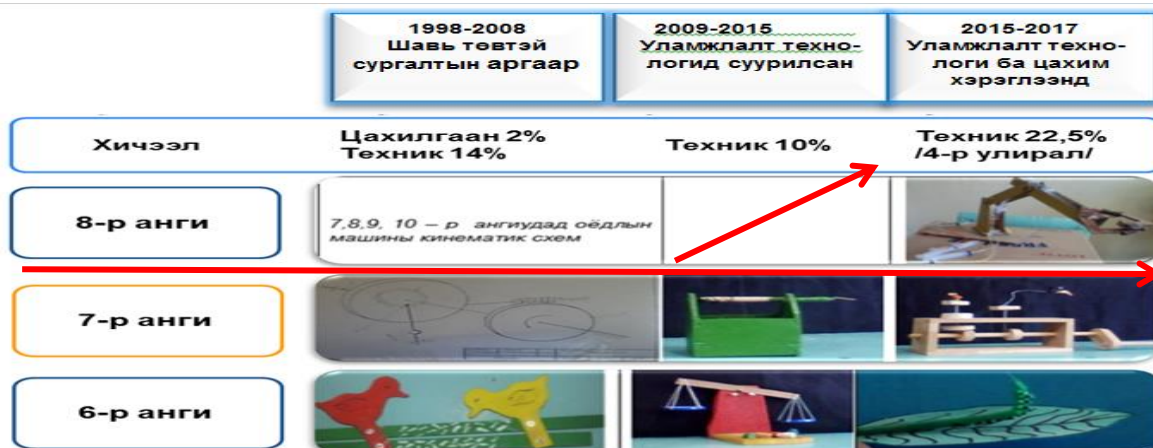 1998-2008
Шавь төвтэй
сургалтын аргаар
2009-2015
Уламжлалт техно-
логид суурилсан
2015-2017
Уламжлалт техно-
логи ба цахим
хэрэглээнд
Хичээл
Цахилгаан 2%
Техник 14%
Техник 10%
Техник 22,5%
/4-р улирал/
8-р анги
7,8,9, 10 – р ангиудад оёдлын
машины кинематик схем
7-р анги
6-р анги